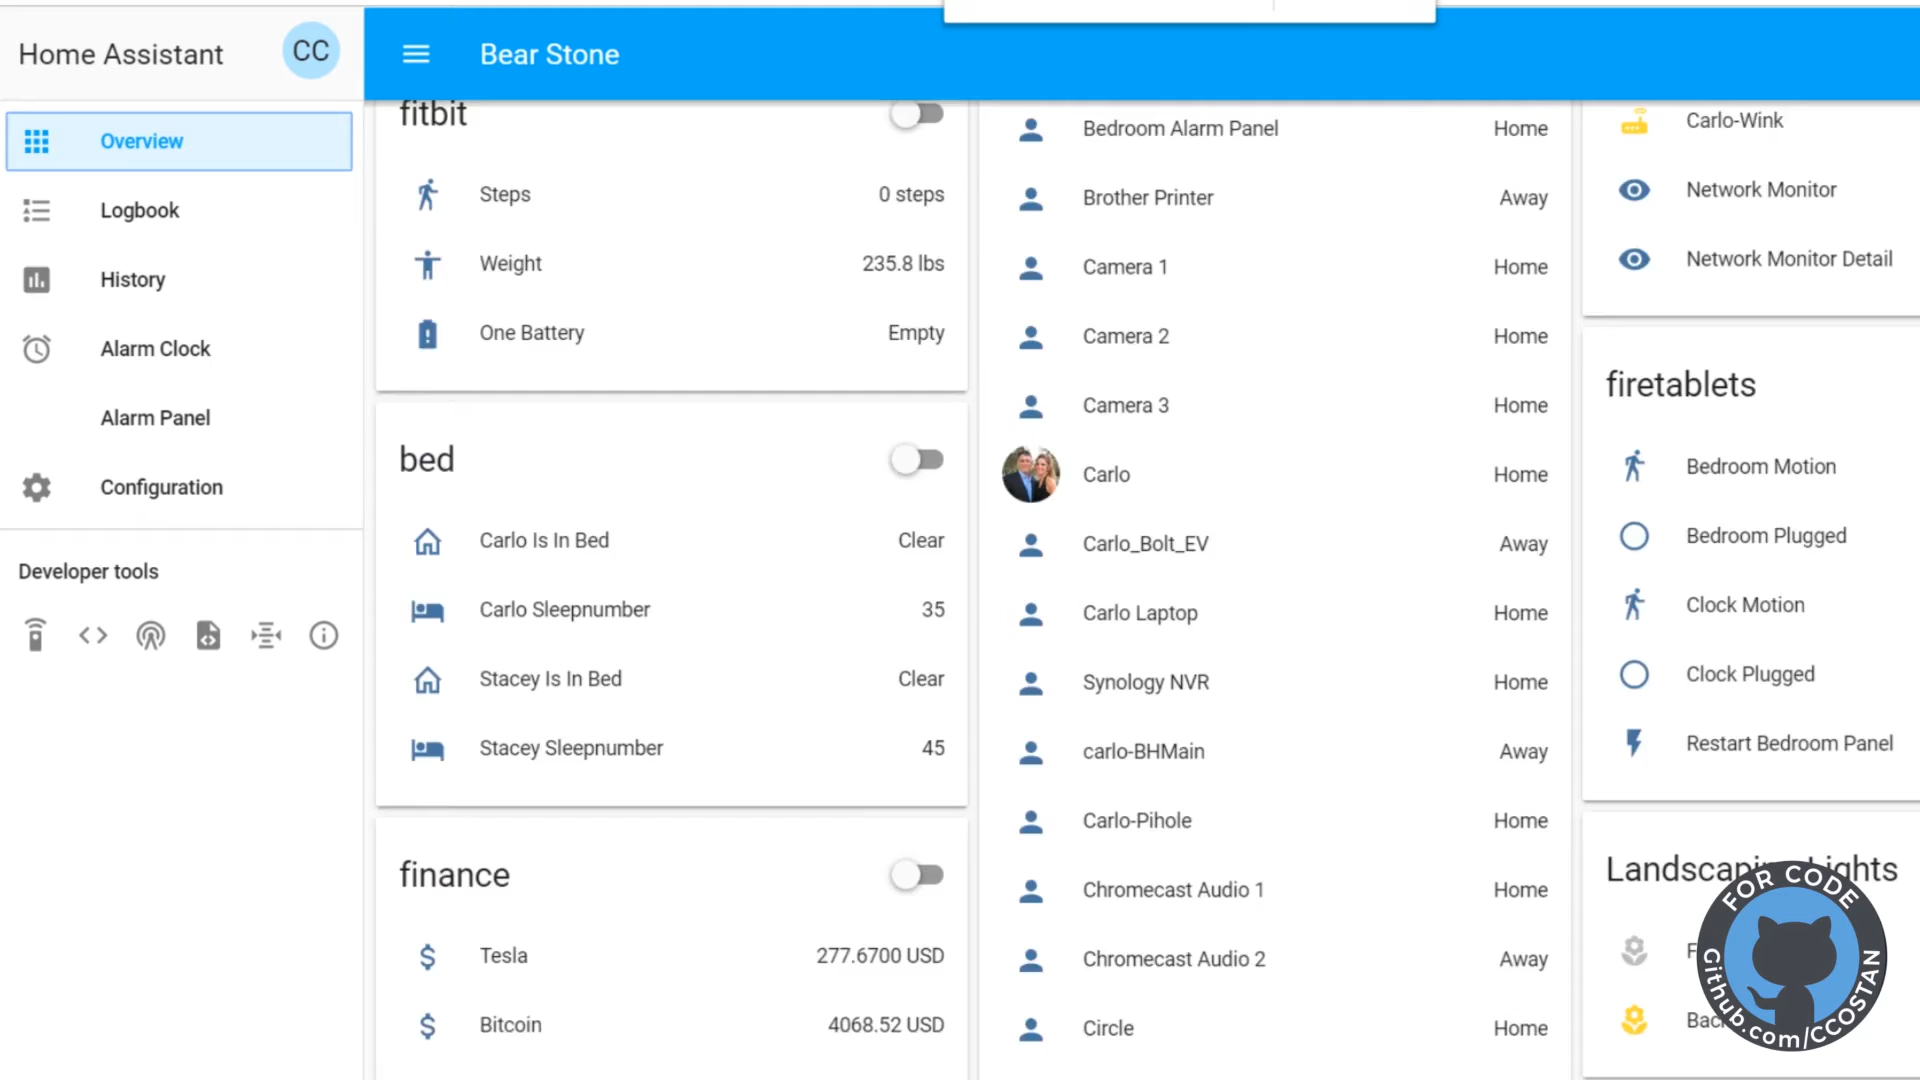 Home Assistant
CC
Bear Stone
Overview
Logbook
History
Alarm Clock
Alarm Panel
Configuration
Developer tools
fitbit
Steps 0 steps
Weight 235.8 lbs
One Battery Empty
bed
Carlo Is In Bed Clear
Carlo Sleepnumber 35
Stacey Is In Bed Clear
Stacey Sleepnumber 45
finance
Tesla 277.6700 USD
Bitcoin 4068.52 USD
Bedroom Alarm Panel Home
Brother Printer Away
Camera 1 Home
Camera 2 Home
Camera 3 Home
Carlo Home
Carlo_Bolt_EV Away
Carlo Laptop Home
Synology NVR Home
carlo-BHMain Away
Carlo-Pihole Home
Chromecast Audio 1 Home
Chromecast Audio 2 Away
Circle Home
Carlo-Wink
Network Monitor
Network Monitor Detail
firetablets
Bedroom Motion
Bedroom Plugged
Clock Motion
Clock Plugged
Restart Bedroom Panel
Landscaping Lights
FOR CODE
Github.com/CCOSTAN